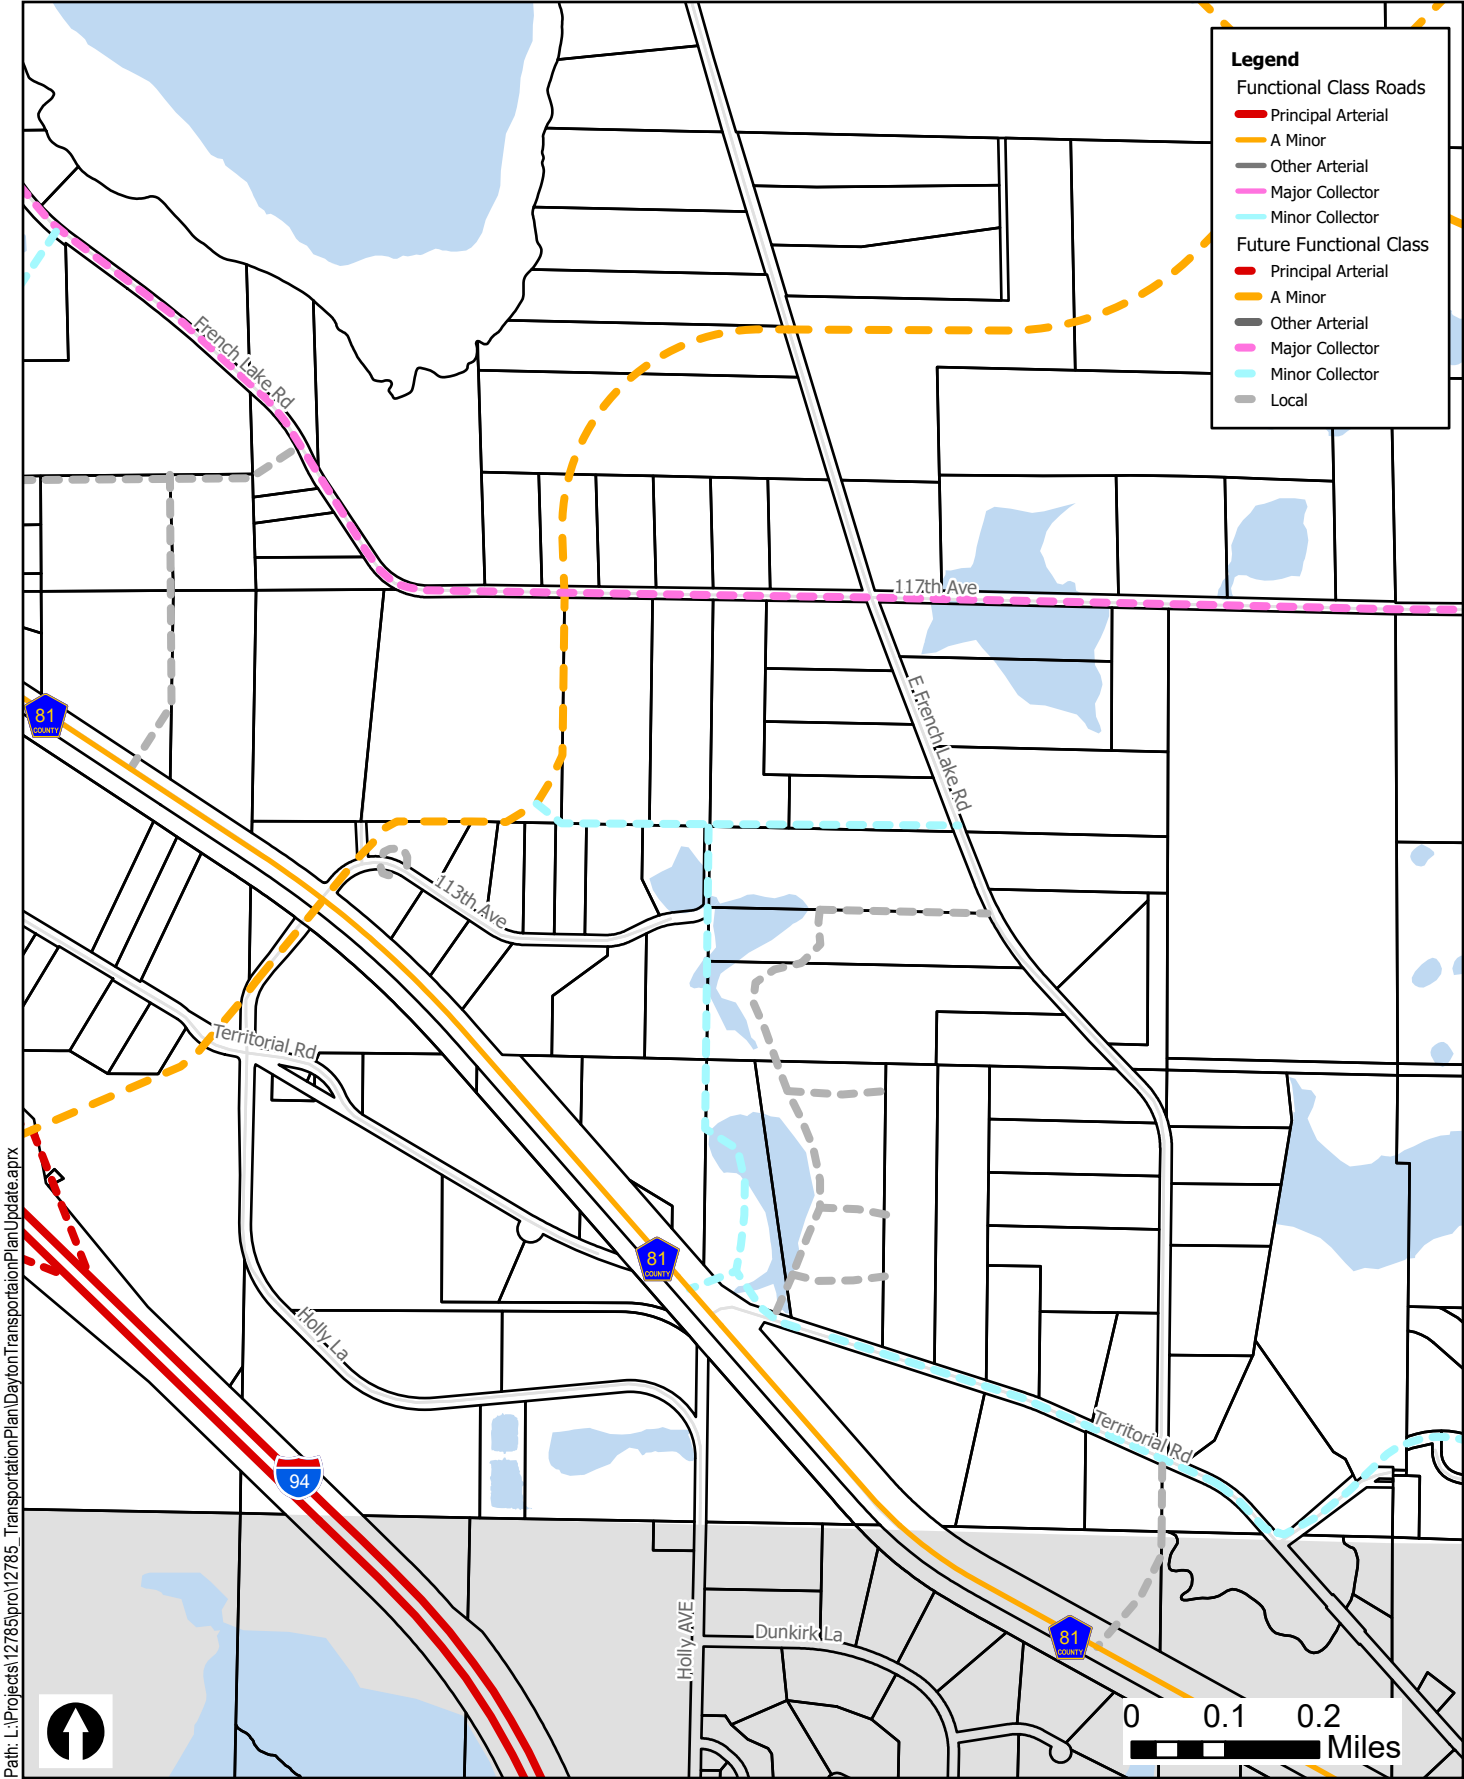 Legend
Functional Class Roads
Principal Arterial
A Minor
Other Arterial
Major Collector
Minor Collector
Future Functional Class
Principal Arterial
A Minor
Other Arterial
Major Collector
Minor Collector
Local
French Lake Rd
117th Ave
E French Lake Rd
81
COUNTY
113th Ave
Territorial Rd
81
COUNTY
Holly La
Territorial Rd
94
Holly AVE
Dunkirk La
81
COUNTY
0 0.1 0.2
Miles
Path: L:\Projects\12785\pro\12785_TransportationPlan\DaytonTransportaionPlanUpdate.aprx